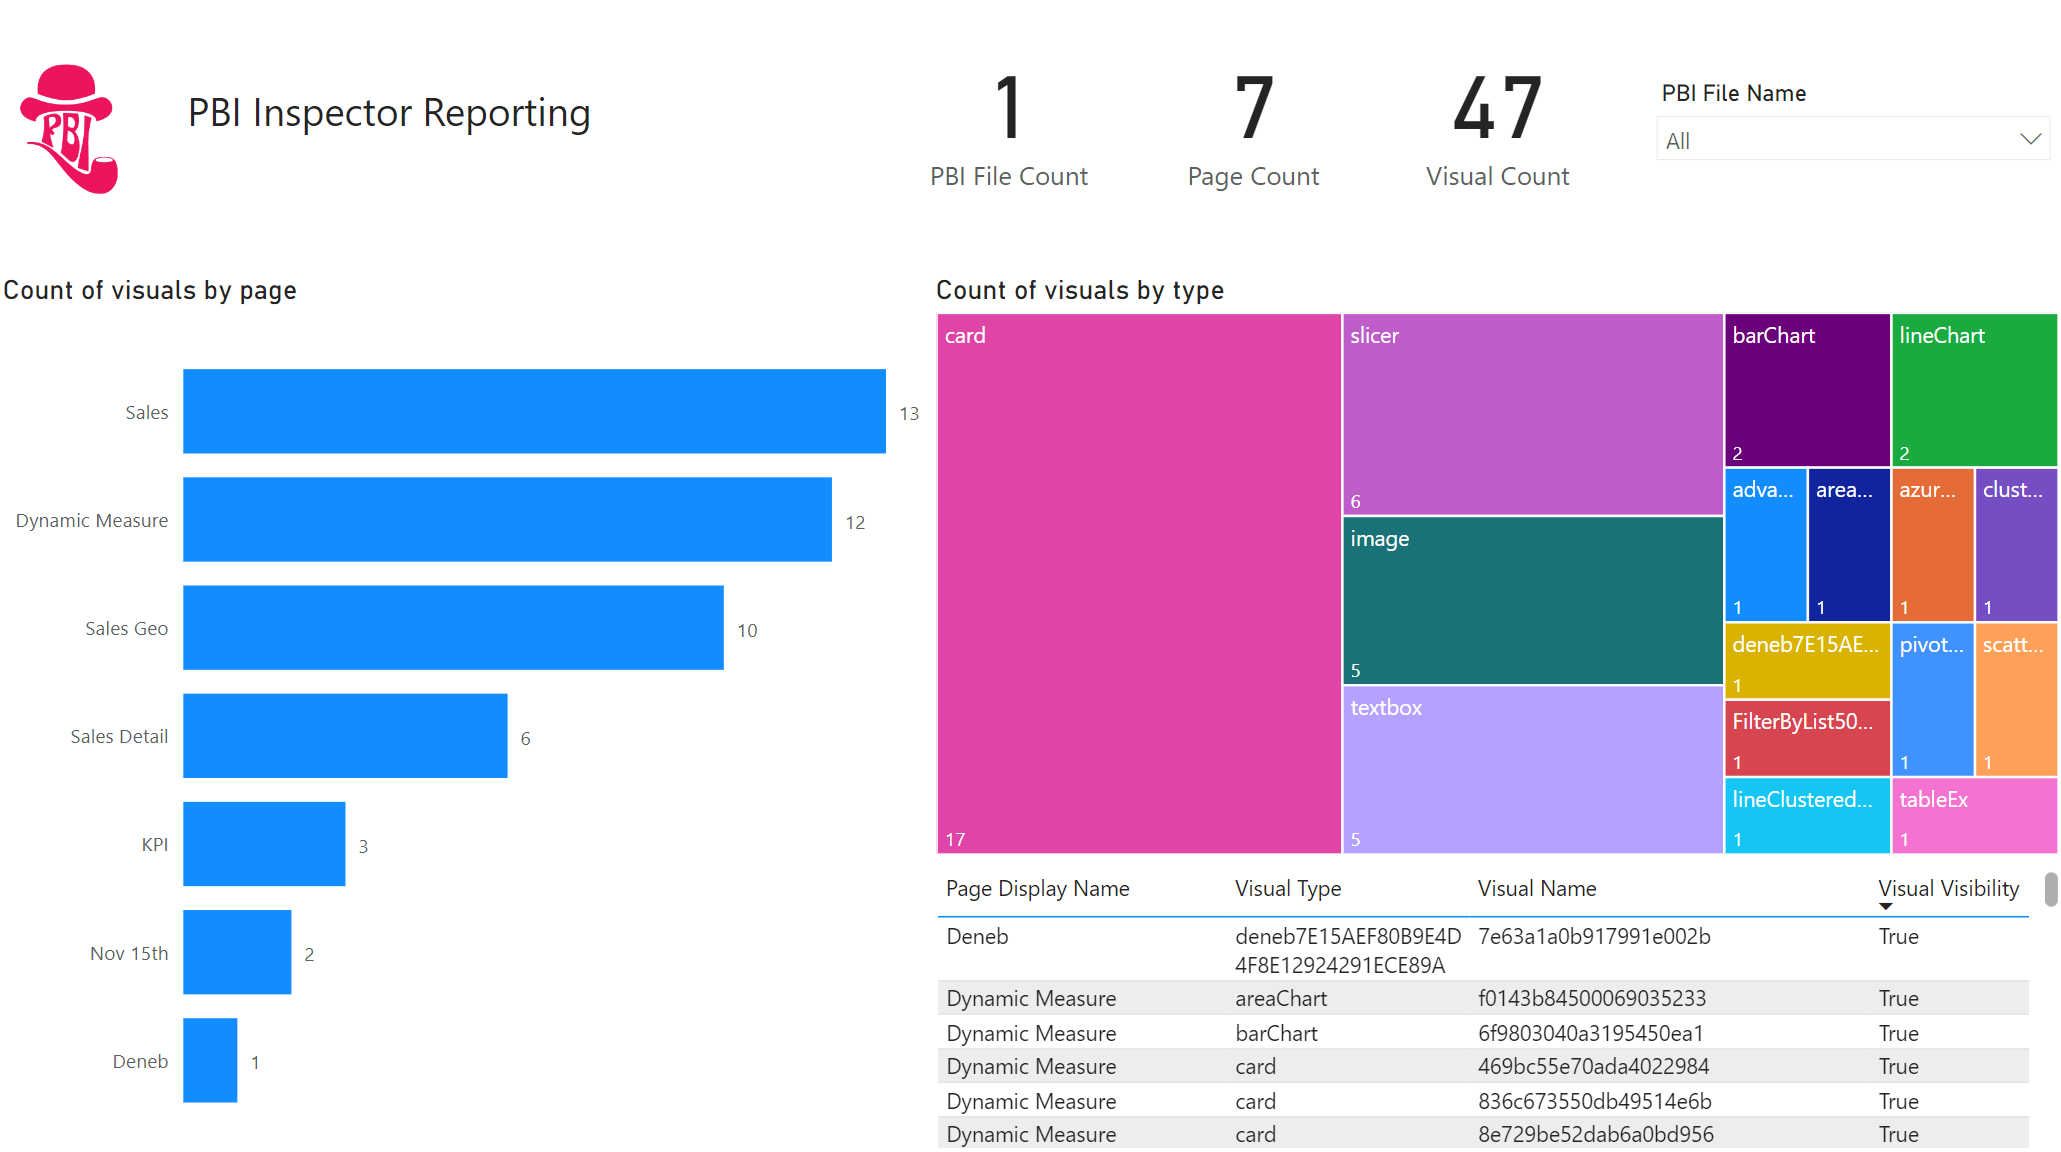 PBI
PBI Inspector Reporting
1
PBI File Count
7
Page Count
47
Visual Count
PBI File Name
All
Count of visuals by page
Sales 13
Dynamic Measure 12
Sales Geo 10
Sales Detail 6
KPI 3
Nov 15th 2
Deneb 1
Count of visuals by type
card
17
slicer
6
image
5
textbox
5
barChart
2
lineChart
2
adva...
1
area...
1
azur...
1
clust...
1
deneb7E15AE...
1
FilterByList50...
1
lineClustered...
1
pivot...
1
scatt...
1
tableEx
1
Page Display Name Visual Type Visual Name Visual Visibility
Deneb deneb7E15AEF80B9E4D 7e63a1a0b917991e002b True
4F8E12924291ECE89A
Dynamic Measure areaChart f0143b84500069035233 True
Dynamic Measure barChart 6f9803040a3195450ea1 True
Dynamic Measure card 469bc55e70ada4022984 True
Dynamic Measure card 836c673550db49514e6b True
Dynamic Measure card 8e729be52dab6a0bd956 True